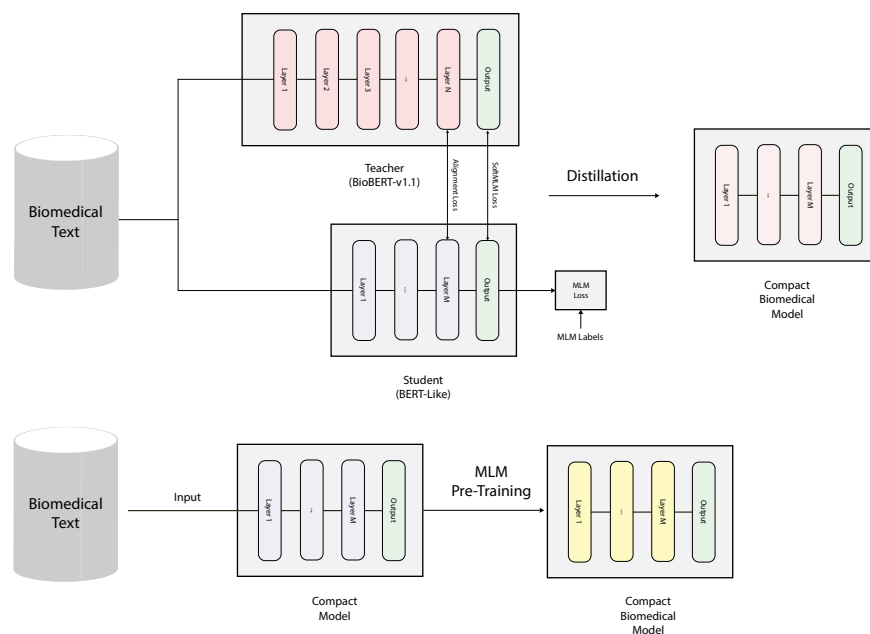 Layer 1
Layer 2
Layer 3
...
Layer N
Output
Teacher
(BioBERT-v1.1)
Alignment Loss
SoftMLM Loss
Biomedical
Text
Distillation
Layer 1
...
Layer M
Output
Compact
Biomedical
Model
Layer 1
...
Layer M
Output
MLM
Loss
MLM Labels
Student
(BERT-Like)
Biomedical
Text
Input
Layer 1
...
Layer M
Output
Compact
Model
MLM
Pre-Training
Layer 1
...
Layer M
Output
Compact
Biomedical
Model